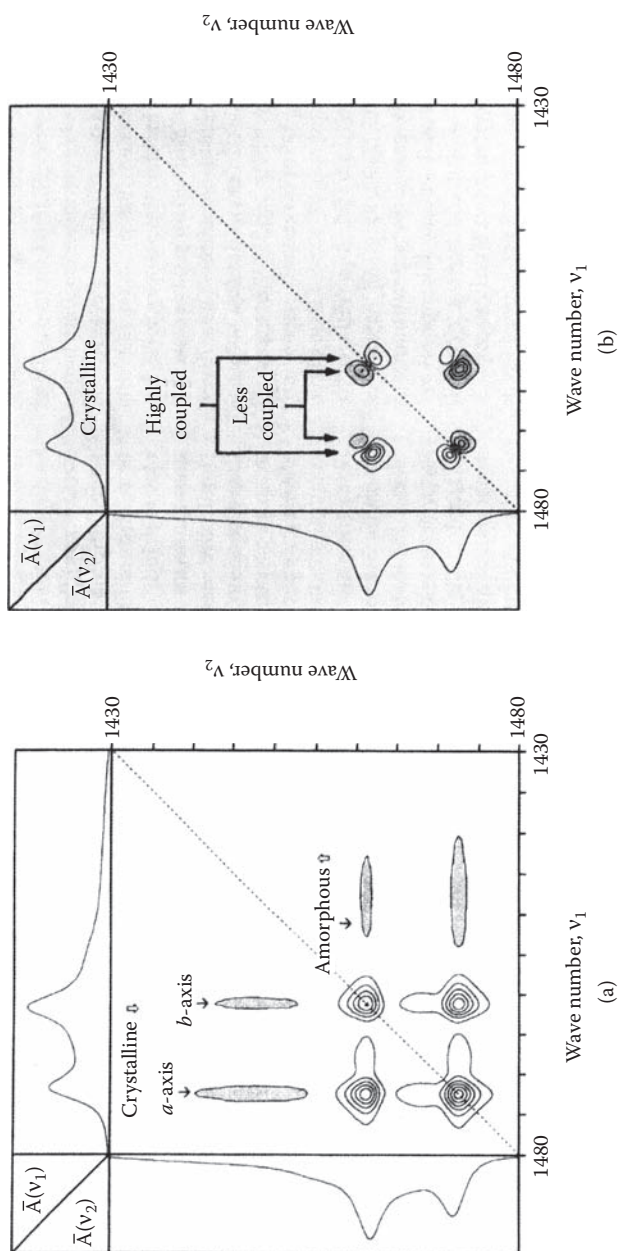 Ā(ν₁)
Ā(ν₂)
Crystalline ⇩
a-axis
b-axis
Amorphous ⇧
1430
1480
Wave number, ν₂
1480
1430
Wave number, ν₁
(a)
Ā(ν₁)
Ā(ν₂)
Crystalline
Highly
coupled
Less
coupled
1430
1480
Wave number, ν₂
1480
1430
Wave number, ν₁
(b)